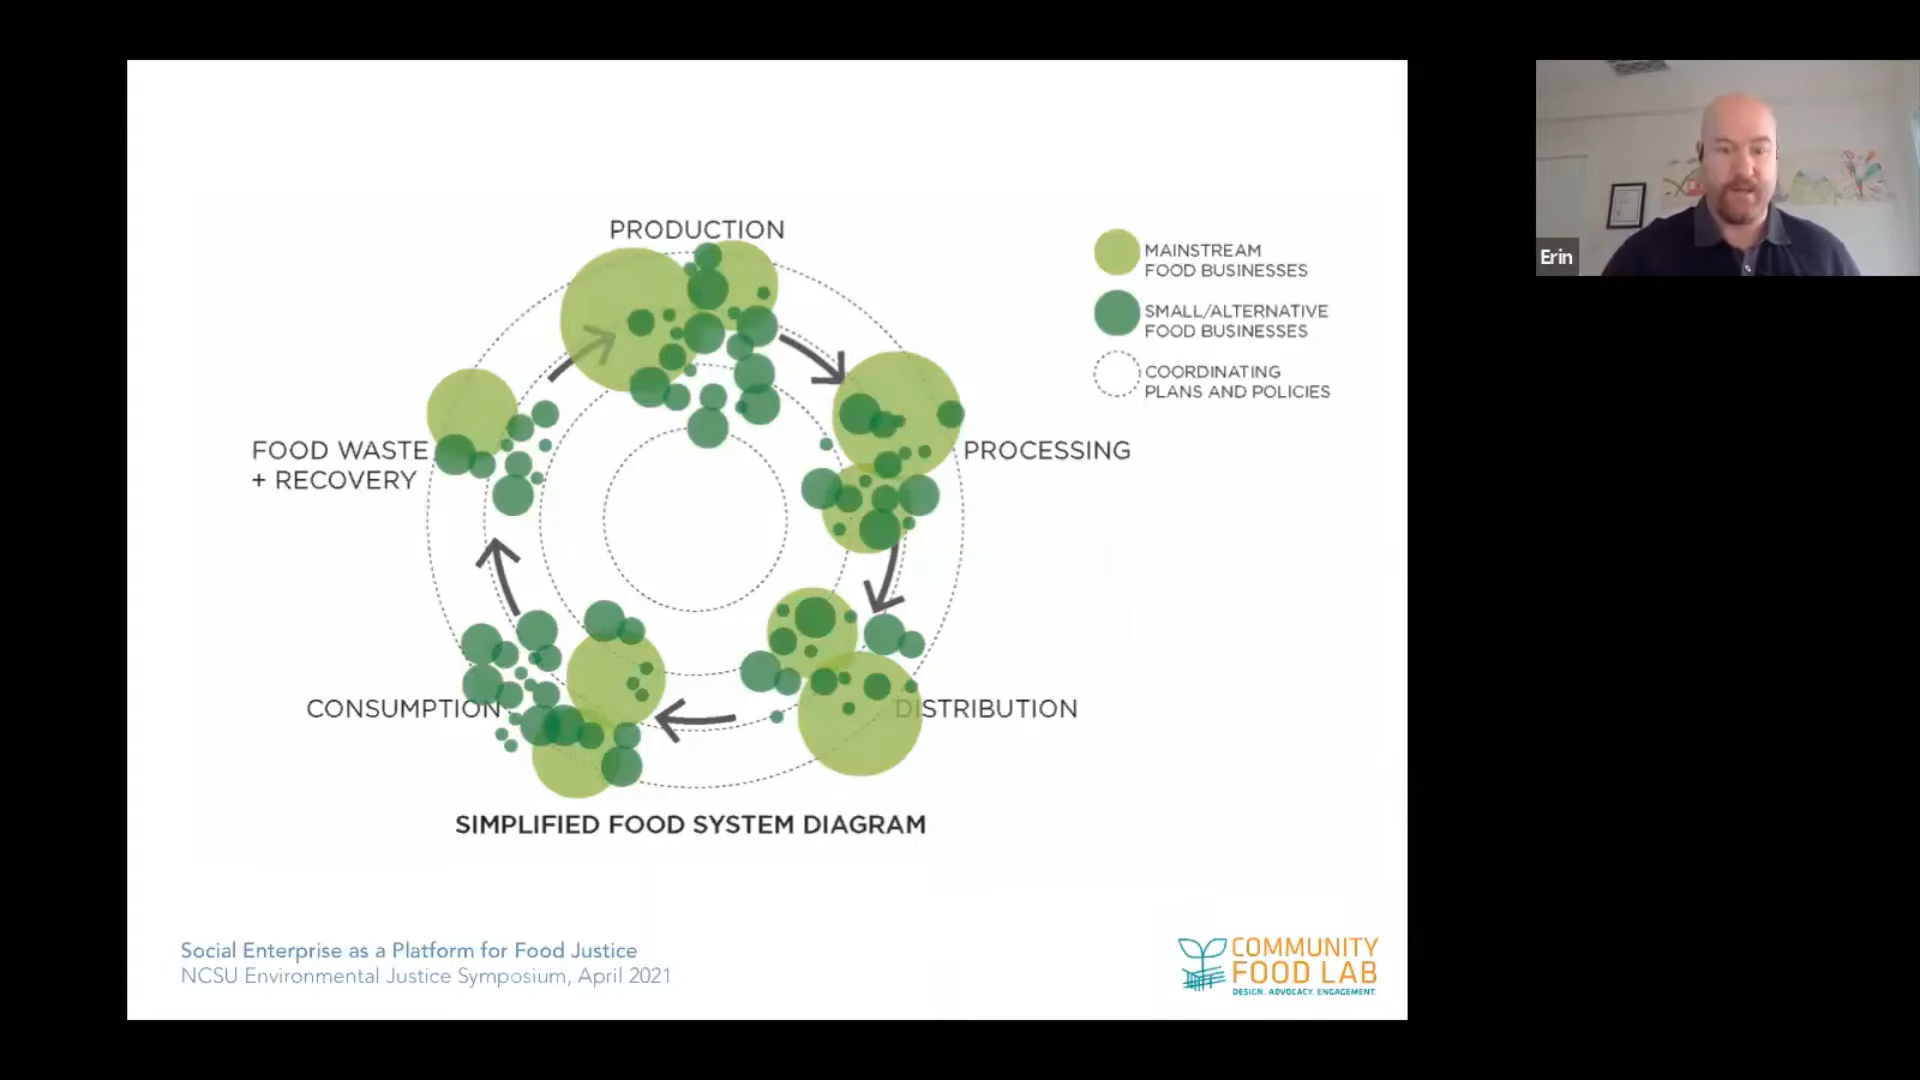 PRODUCTION
MAINSTREAM
FOOD BUSINESSES
SMALL/ALTERNATIVE
FOOD BUSINESSES
COORDINATING
PLANS AND POLICIES
FOOD WASTE
+ RECOVERY
PROCESSING
CONSUMPTION
DISTRIBUTION
SIMPLIFIED FOOD SYSTEM DIAGRAM
Social Enterprise as a Platform for Food Justice
NCSU Environmental Justice Symposium, April 2021
COMMUNITY
FOOD LAB
DESIGN. ADVOCACY. ENGAGEMENT.
Erin